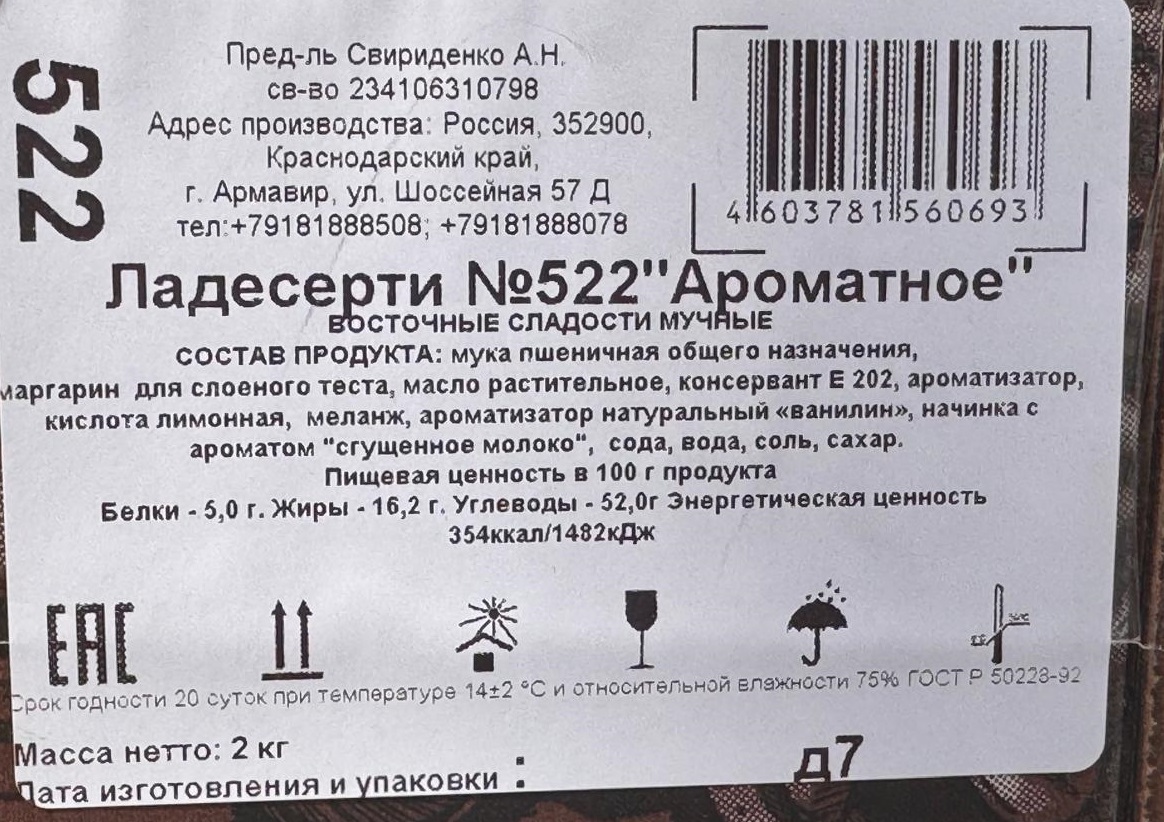 522
Пред-ль Свириденко А.Н.
св-во 234106310798
Адрес производства: Россия, 352900,
Краснодарский край,
г. Армавир, ул. Шоссейная 57 Д
тел:+79181888508; +79181888078
4 603781 560693
Ладесерти №522"Ароматное"
ВОСТОЧНЫЕ СЛАДОСТИ МУЧНЫЕ
СОСТАВ ПРОДУКТА: мука пшеничная общего назначения,
маргарин для слоеного теста, масло растительное, консервант Е 202, ароматизатор,
кислота лимонная, меланж, ароматизатор натуральный «ванилин», начинка с
ароматом "сгущенное молоко", сода, вода, соль, сахар.
Пищевая ценность в 100 г продукта
Белки - 5,0 г. Жиры - 16,2 г. Углеводы - 52,0г Энергетическая ценность
354ккал/1482кДж
ЕАС
Срок годности 20 суток при температуре 14±2 °С и относительной влажности 75% ГОСТ Р 50228-92
Масса нетто: 2 кг
Дата изготовления и упаковки :
д7